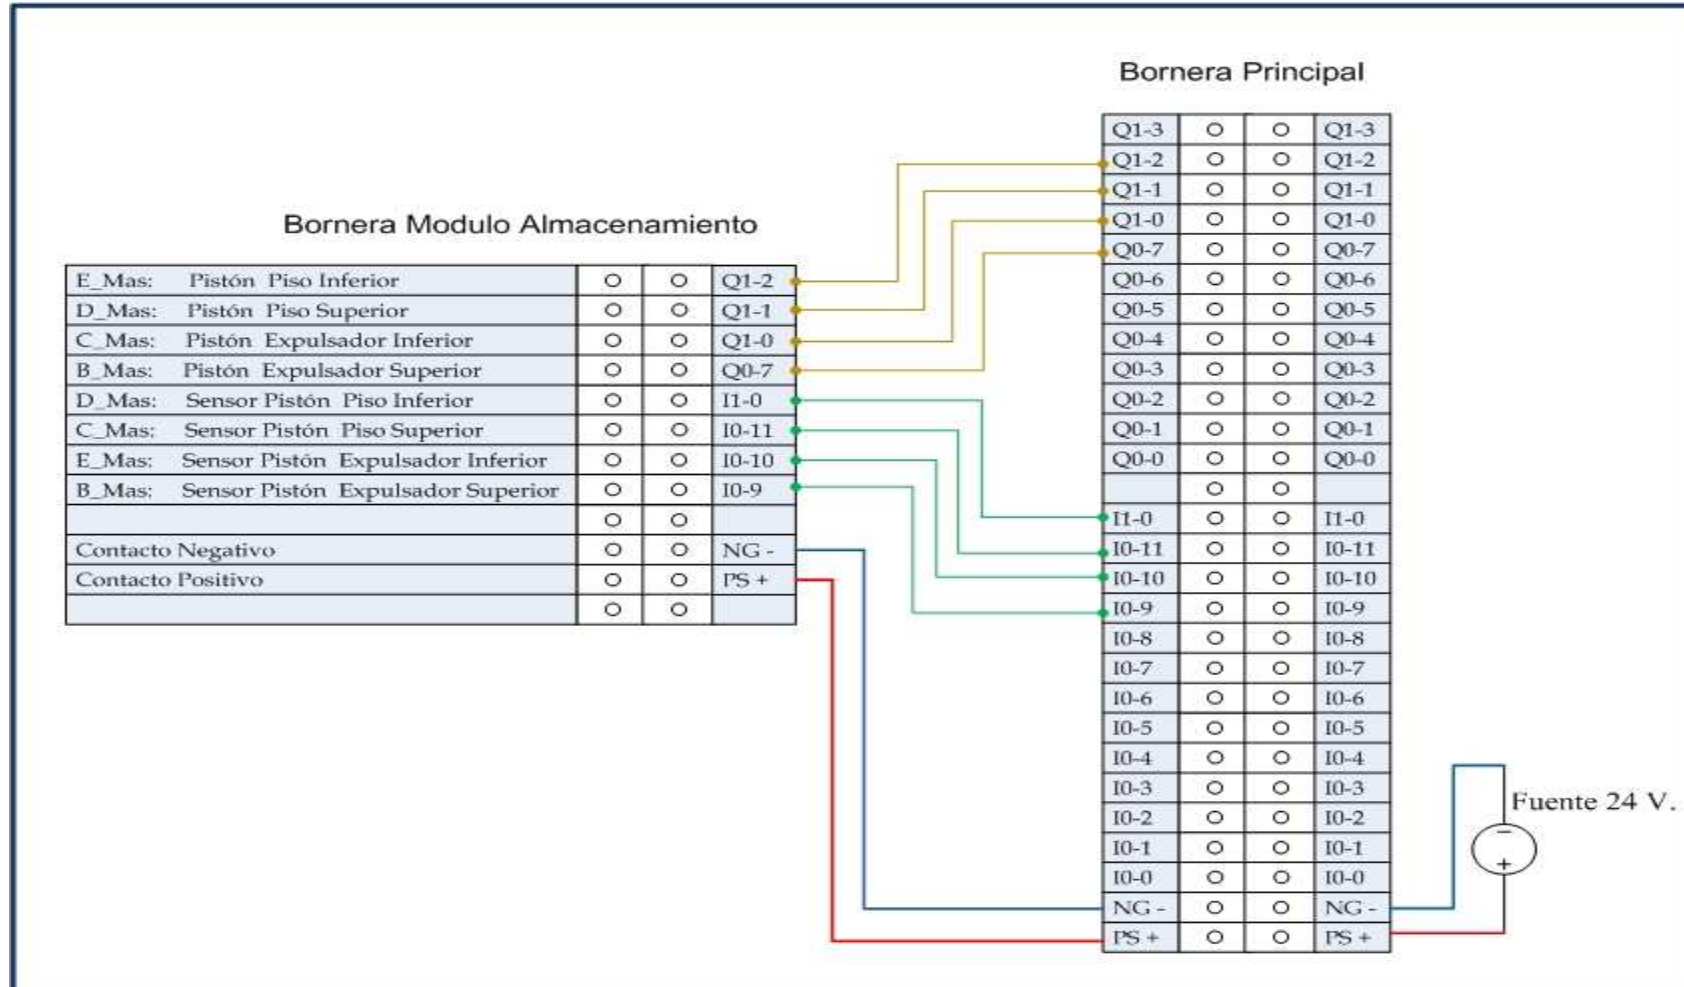 Bornera Principal
Bornera Modulo Almacenamiento
E_Mas: Pistón Piso Inferior Q1-2
D_Mas: Pistón Piso Superior Q1-1
C_Mas: Pistón Expulsador Inferior Q1-0
B_Mas: Pistón Expulsador Superior Q0-7
D_Mas: Sensor Pistón Piso Inferior I1-0
C_Mas: Sensor Pistón Piso Superior I0-11
E_Mas: Sensor Pistón Expulsador Inferior I0-10
B_Mas: Sensor Pistón Expulsador Superior I0-9
Contacto Negativo NG -
Contacto Positivo PS +
Q1-3 Q1-3
Q1-2 Q1-2
Q1-1 Q1-1
Q1-0 Q1-0
Q0-7 Q0-7
Q0-6 Q0-6
Q0-5 Q0-5
Q0-4 Q0-4
Q0-3 Q0-3
Q0-2 Q0-2
Q0-1 Q0-1
Q0-0 Q0-0
I1-0 I1-0
I0-11 I0-11
I0-10 I0-10
I0-9 I0-9
I0-8 I0-8
I0-7 I0-7
I0-6 I0-6
I0-5 I0-5
I0-4 I0-4
I0-3 I0-3
I0-2 I0-2
I0-1 I0-1
I0-0 I0-0
NG - NG -
PS + PS +
Fuente 24 V.
−
+